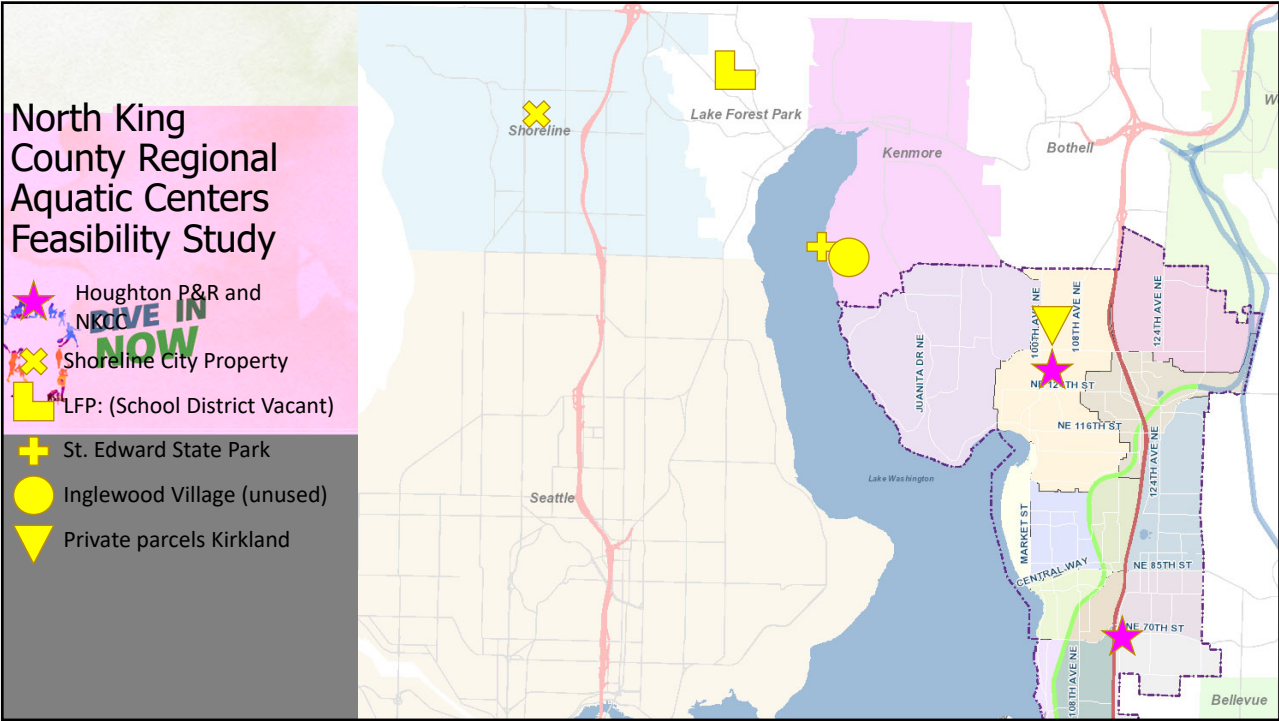 North King
County Regional
Aquatic Centers
Feasibility Study
Houghton P&R and
NKCC
DIVE IN
NOW
Shoreline City Property
LFP: (School District Vacant)
St. Edward State Park
Inglewood Village (unused)
Private parcels Kirkland
Shoreline
Lake Forest Park
Kenmore
Bothell
W
JUANITA DR NE
100TH AVE NE
108TH AVE NE
124TH AVE NE
NE 116TH ST
124TH AVE NE
Lake Washington
Seattle
MARKET ST
CENTRAL WAY
NE 85TH ST
NE 70TH ST
108TH AVE NE
Bellevue